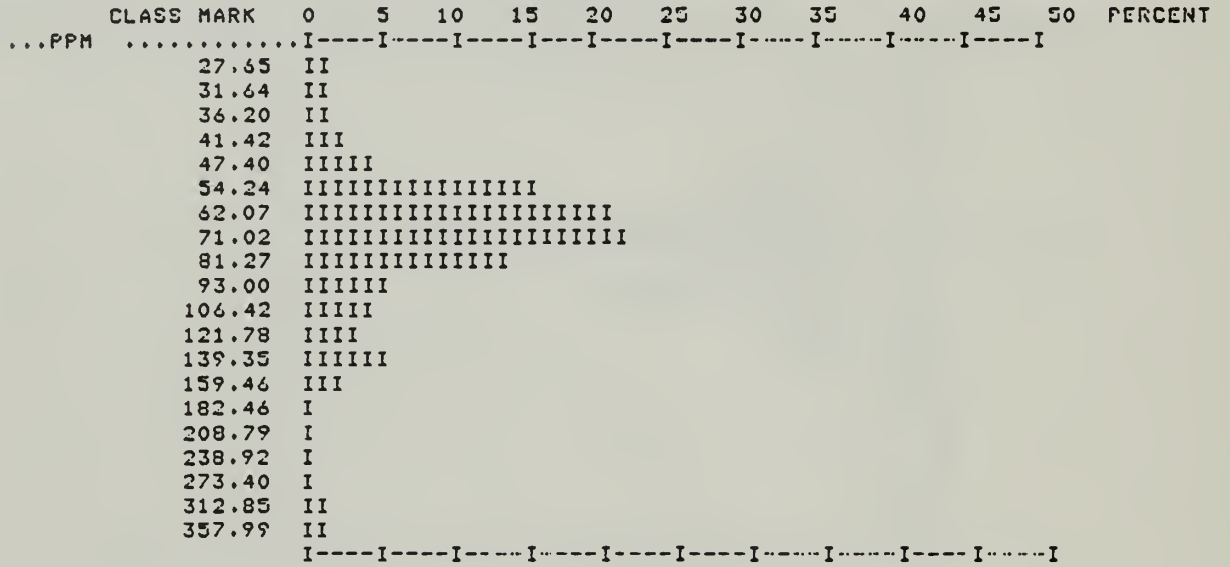 CLASS MARK 0 5 10 15 20 25 30 35 40 45 50 PERCENT
...PPM ............I----I----I----I----I----I----I----I----I----I----I
27.65 II
31.64 II
36.20 II
41.42 III
47.40 IIIII
54.24 IIIIIIIIIIIIIIII
62.07 IIIIIIIIIIIIIIIIIIIII
71.02 IIIIIIIIIIIIIIIIIIIIII
81.27 IIIIIIIIIIIIII
93.00 IIIIII
106.42 IIIII
121.78 IIII
139.35 IIIIII
159.46 III
182.46 I
208.79 I
238.92 I
273.40 I
312.85 II
357.99 II
I----I----I----I----I----I----I----I----I----I----I